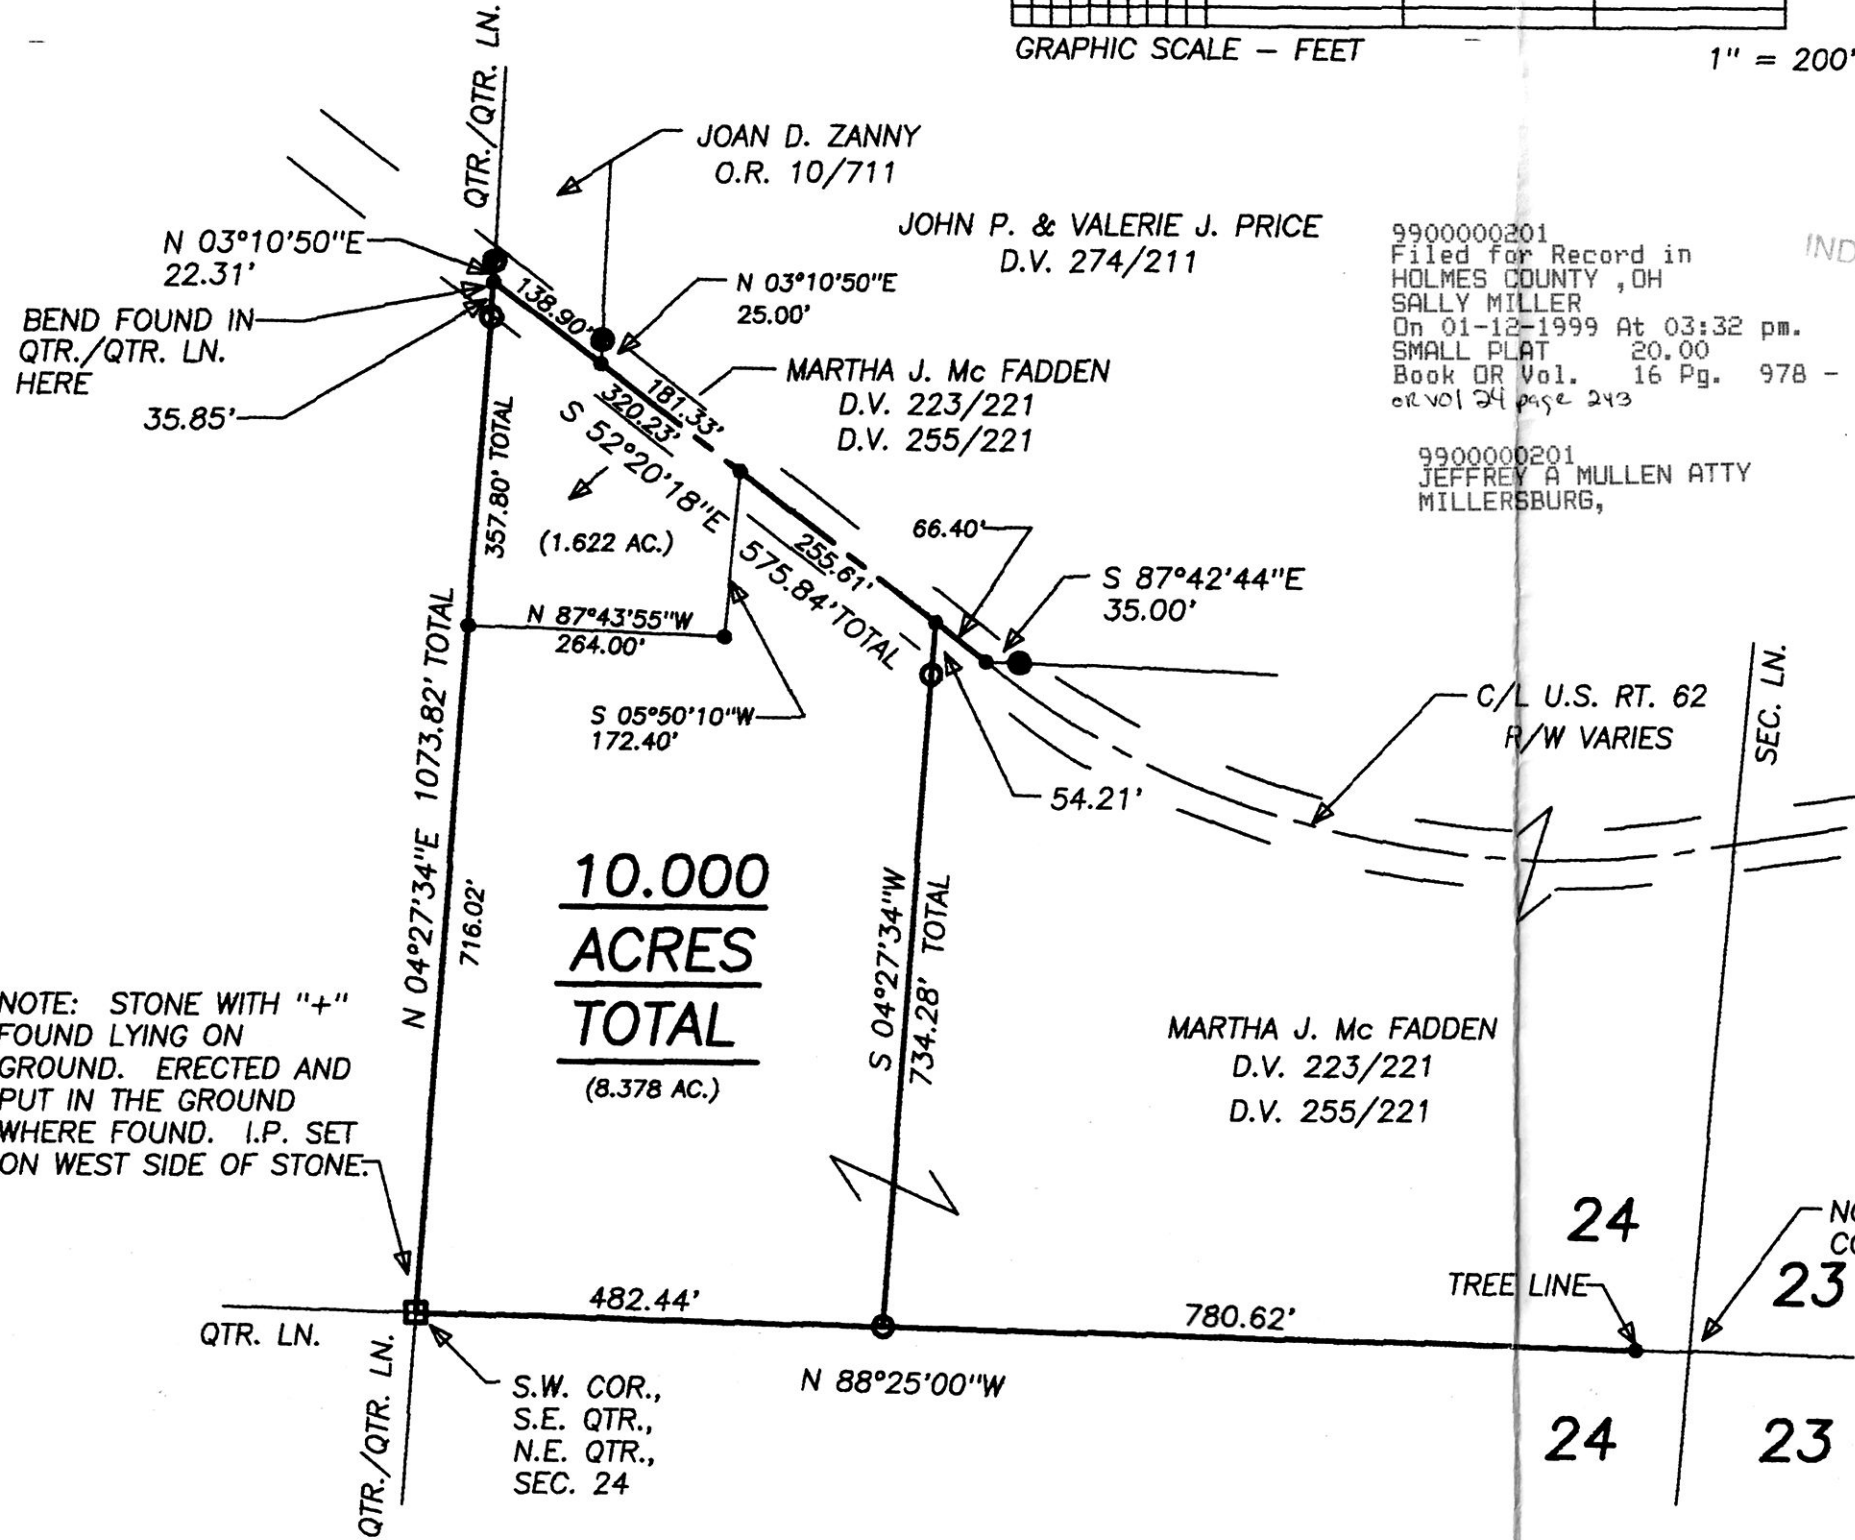 GRAPHIC SCALE – FEET
1" = 200'
QTR./QTR. LN.
JOAN D. ZANNY
O.R. 10/711
JOHN P. & VALERIE J. PRICE
D.V. 274/211
9900000201
Filed for Record in
HOLMES COUNTY ,OH
SALLY MILLER
On 01-12-1999 At 03:32 pm.
SMALL PLAT 20.00
Book OR Vol. 16 Pg. 978 -
OR VOl 24 page 243
9900000201
JEFFREY A MULLEN ATTY
MILLERSBURG,
N 03°10'50"E
22.31'
BEND FOUND IN
QTR./QTR. LN.
HERE
35.85'
138.90'
N 03°10'50"E
25.00'
MARTHA J. Mc FADDEN
D.V. 223/221
D.V. 255/221
181.33'
320.23'
S 52°20'18"E 575.84' TOTAL
357.80' TOTAL
(1.622 AC.)
255.61'
66.40'
S 87°42'44"E
35.00'
N 87°43'55"W
264.00'
S 05°50'10"W
172.40'
54.21'
C/L U.S. RT. 62
R/W VARIES
SEC. LN.
N 04°27'34"E 1073.82' TOTAL
716.02'
10.000
ACRES
TOTAL
(8.378 AC.)
S 04°27'34"W
734.28' TOTAL
NOTE: STONE WITH "+"
FOUND LYING ON
GROUND. ERECTED AND
PUT IN THE GROUND
WHERE FOUND. I.P. SET
ON WEST SIDE OF STONE.
MARTHA J. Mc FADDEN
D.V. 223/221
D.V. 255/221
24
23
TREE LINE
482.44'
780.62'
QTR. LN.
QTR./QTR. LN.
N 88°25'00"W
S.W. COR.,
S.E. QTR.,
N.E. QTR.,
SEC. 24
24
23